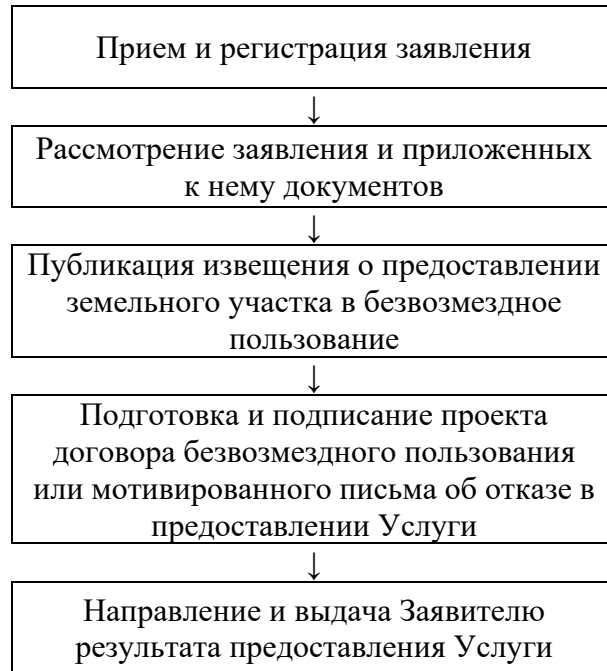 Прием и регистрация заявления
↓
Рассмотрение заявления и приложенных
к нему документов
↓
Публикация извещения о предоставлении
земельного участка в безвозмездное
пользование
↓
Подготовка и подписание проекта
договора безвозмездного пользования
или мотивированного письма об отказе в
предоставлении Услуги
↓
Направление и выдача Заявителю
результата предоставления Услуги